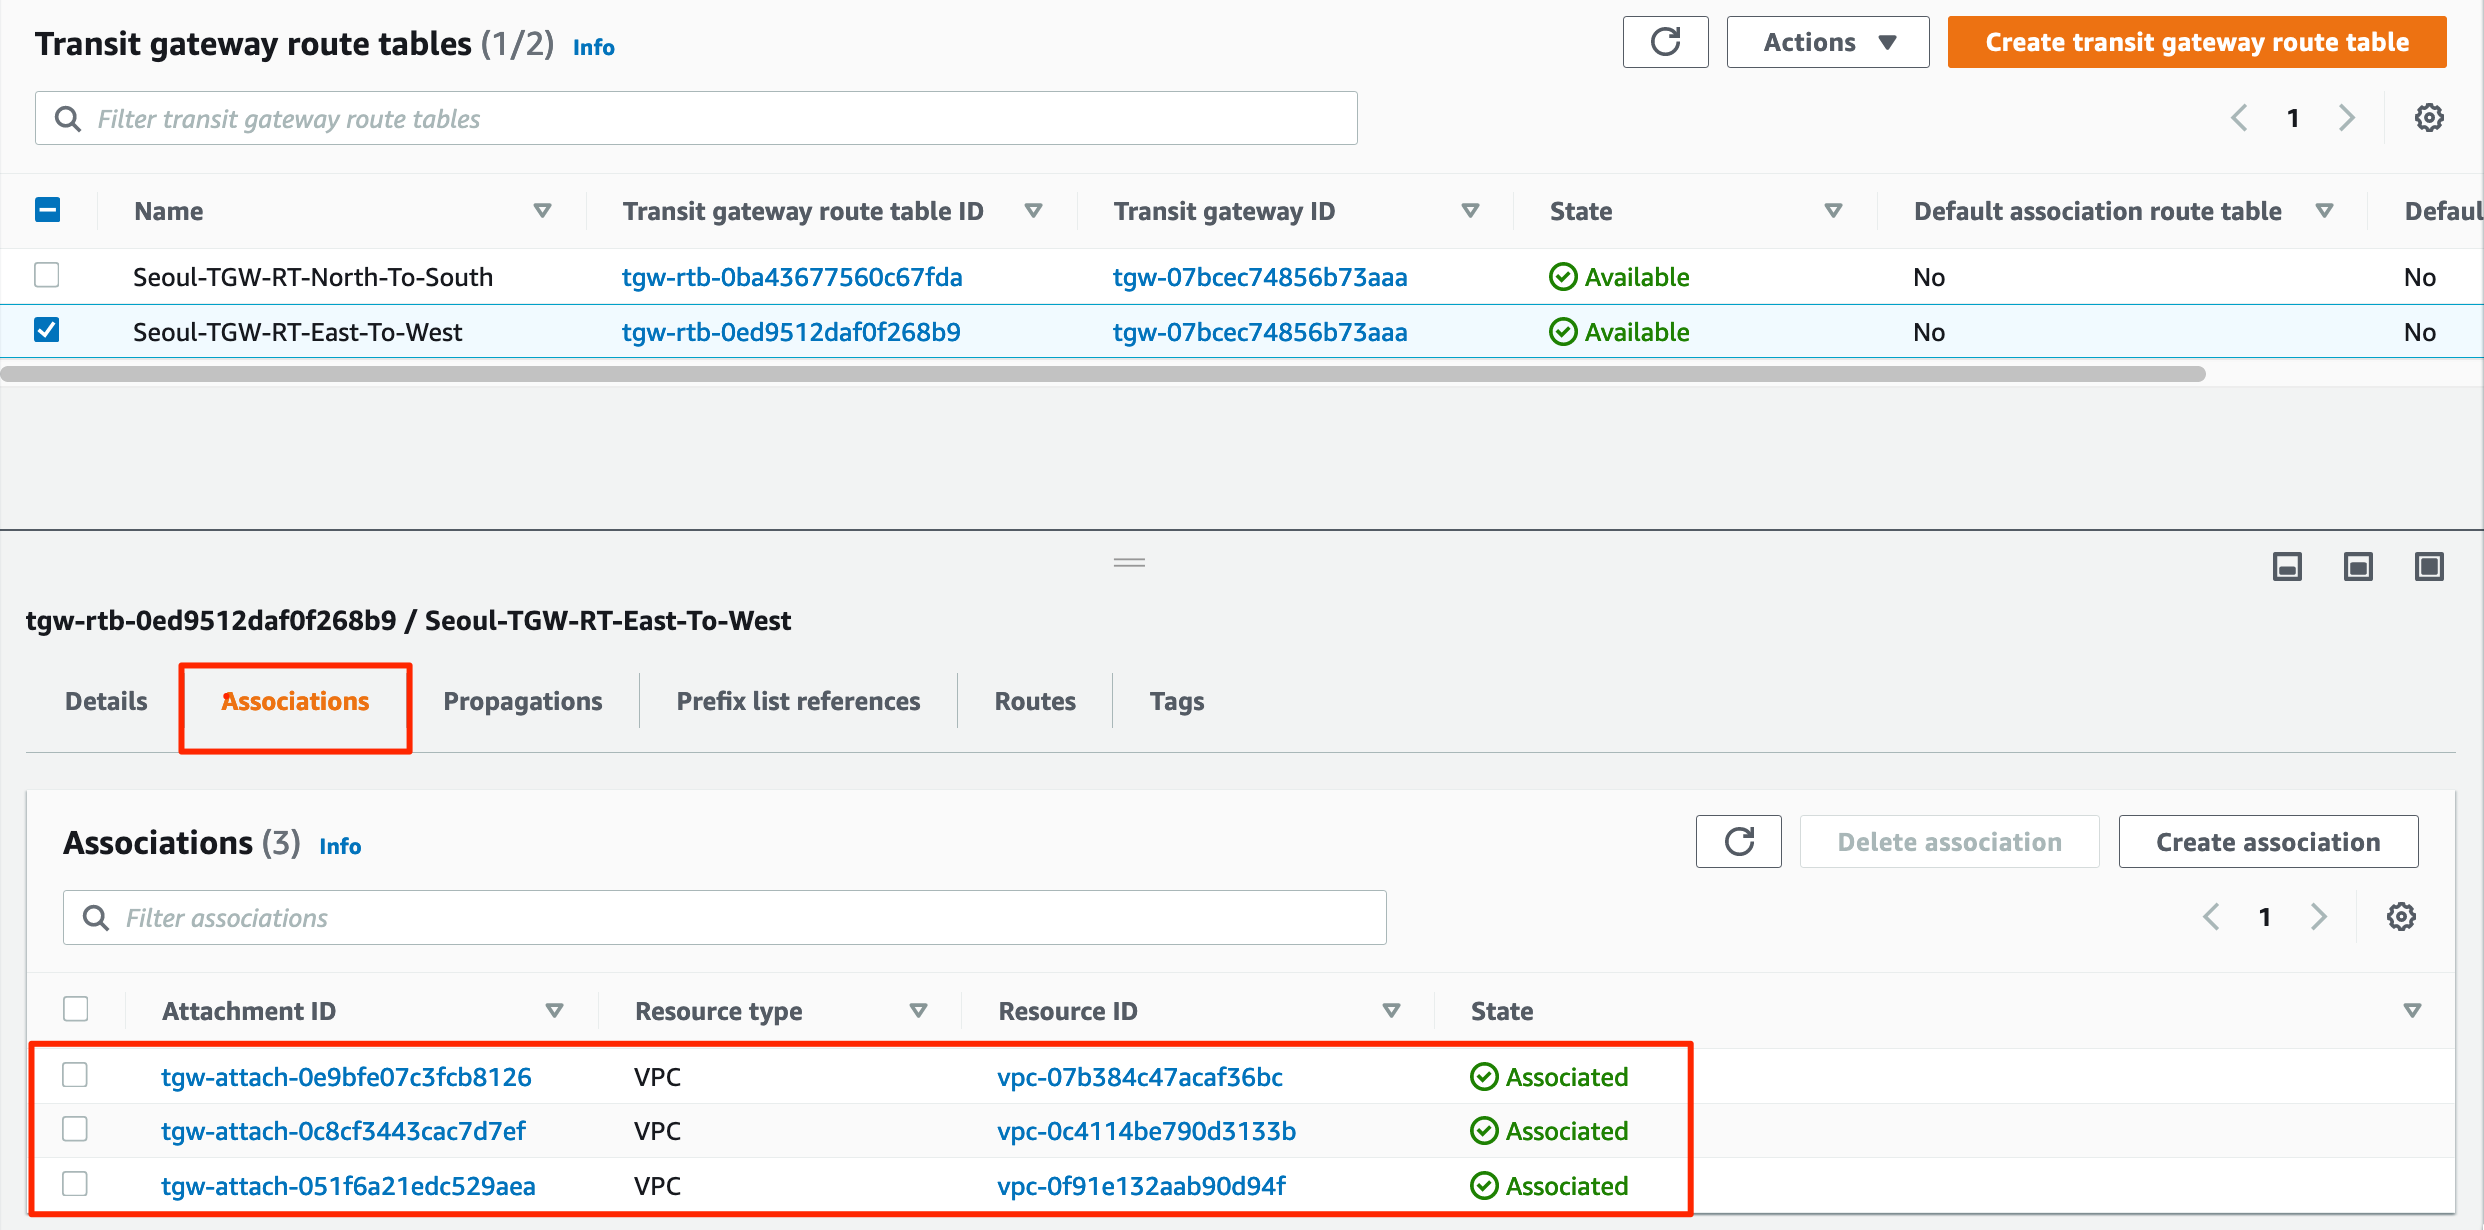 Transit gateway route tables (1/2) Info
Actions
Create transit gateway route table
Filter transit gateway route tables
1
Name Transit gateway route table ID Transit gateway ID State Default association route table Defaul
Seoul-TGW-RT-North-To-South tgw-rtb-0ba43677560c67fda tgw-07bcec74856b73aaa Available No No
Seoul-TGW-RT-East-To-West tgw-rtb-0ed9512daf0f268b9 tgw-07bcec74856b73aaa Available No No
tgw-rtb-0ed9512daf0f268b9 / Seoul-TGW-RT-East-To-West
Details Associations Propagations Prefix list references Routes Tags
Associations (3) Info
Delete association
Create association
Filter associations
1
Attachment ID Resource type Resource ID State
tgw-attach-0e9bfe07c3fcb8126 VPC vpc-07b384c47acaf36bc Associated
tgw-attach-0c8cf3443cac7d7ef VPC vpc-0c4114be790d3133b Associated
tgw-attach-051f6a21edc529aea VPC vpc-0f91e132aab90d94f Associated